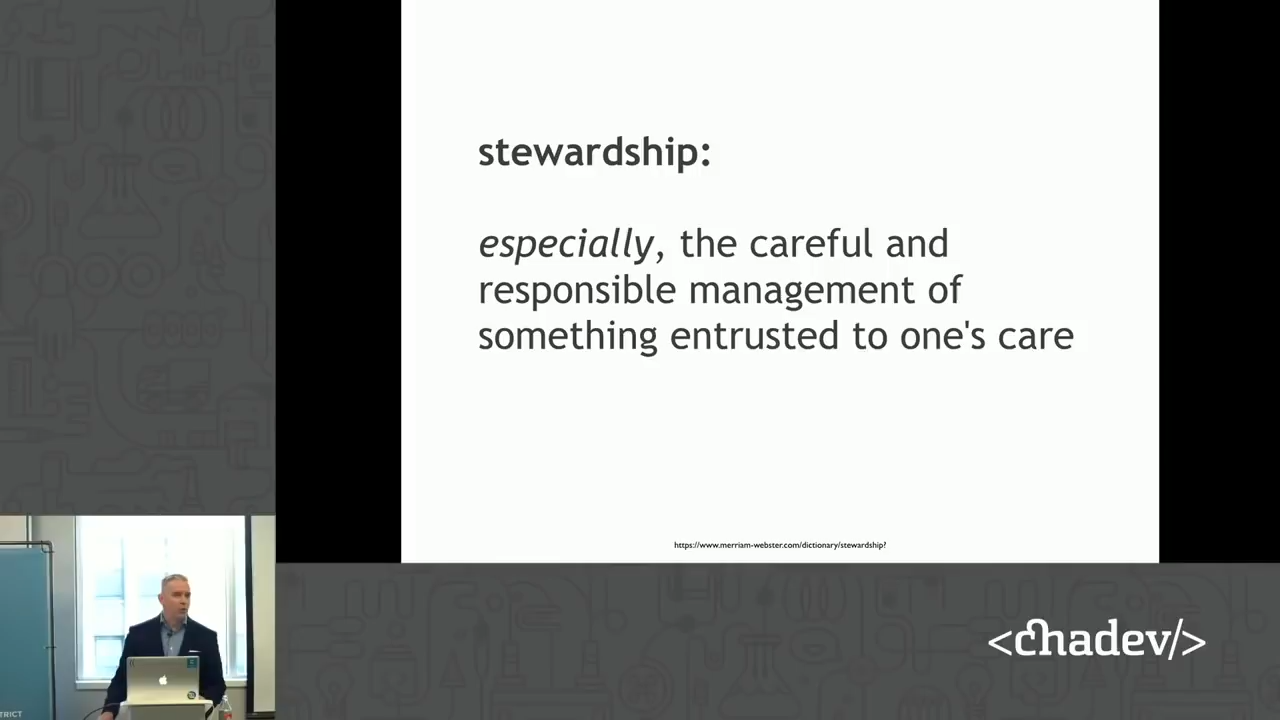 stewardship:
especially, the careful and
responsible management of
something entrusted to one's care
https://www.merriam-webster.com/dictionary/stewardship?
<chadev/>
TRICT